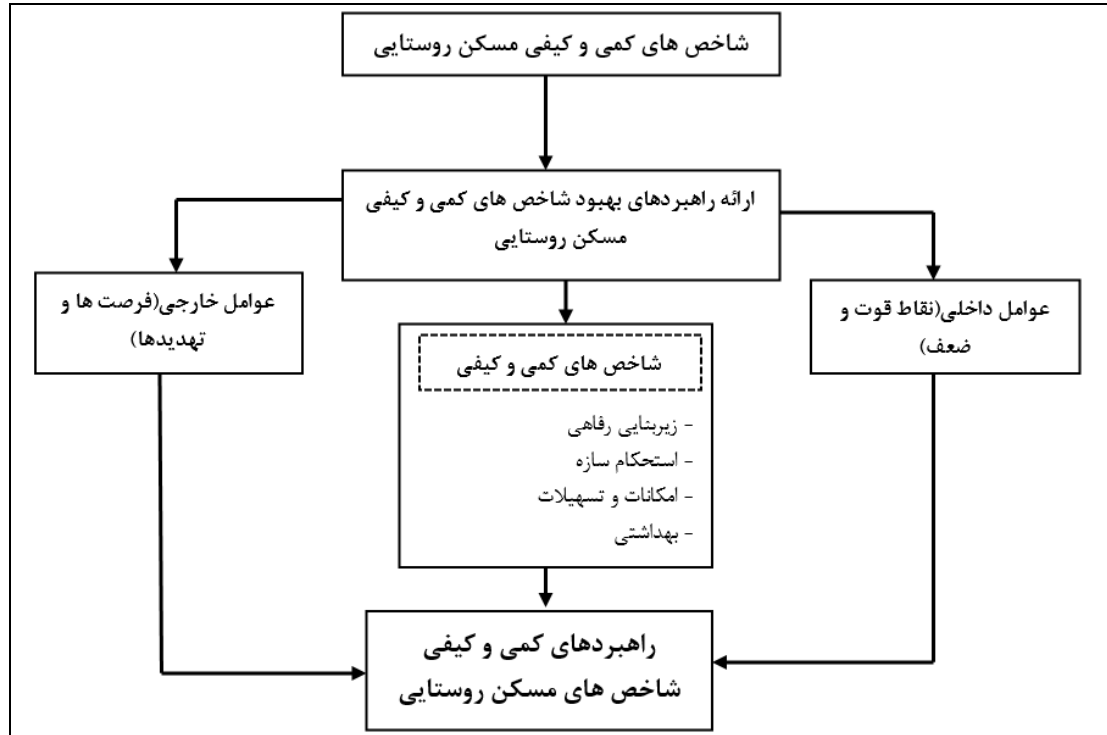 شاخص های کمی و کیفی مسکن روستایی
ارائه راهبردهای بهبود شاخص های کمی و کیفی
مسکن روستایی
عوامل داخلی(نقاط قوت و
ضعف)
شاخص های کمی و کیفی
- زیربنایی رفاهی
- استحکام سازه
- امکانات و تسهیلات
- بهداشتی
عوامل خارجی(فرصت ها و
تهدیدها)
راهبردهای کمی و کیفی
شاخص های مسکن روستایی